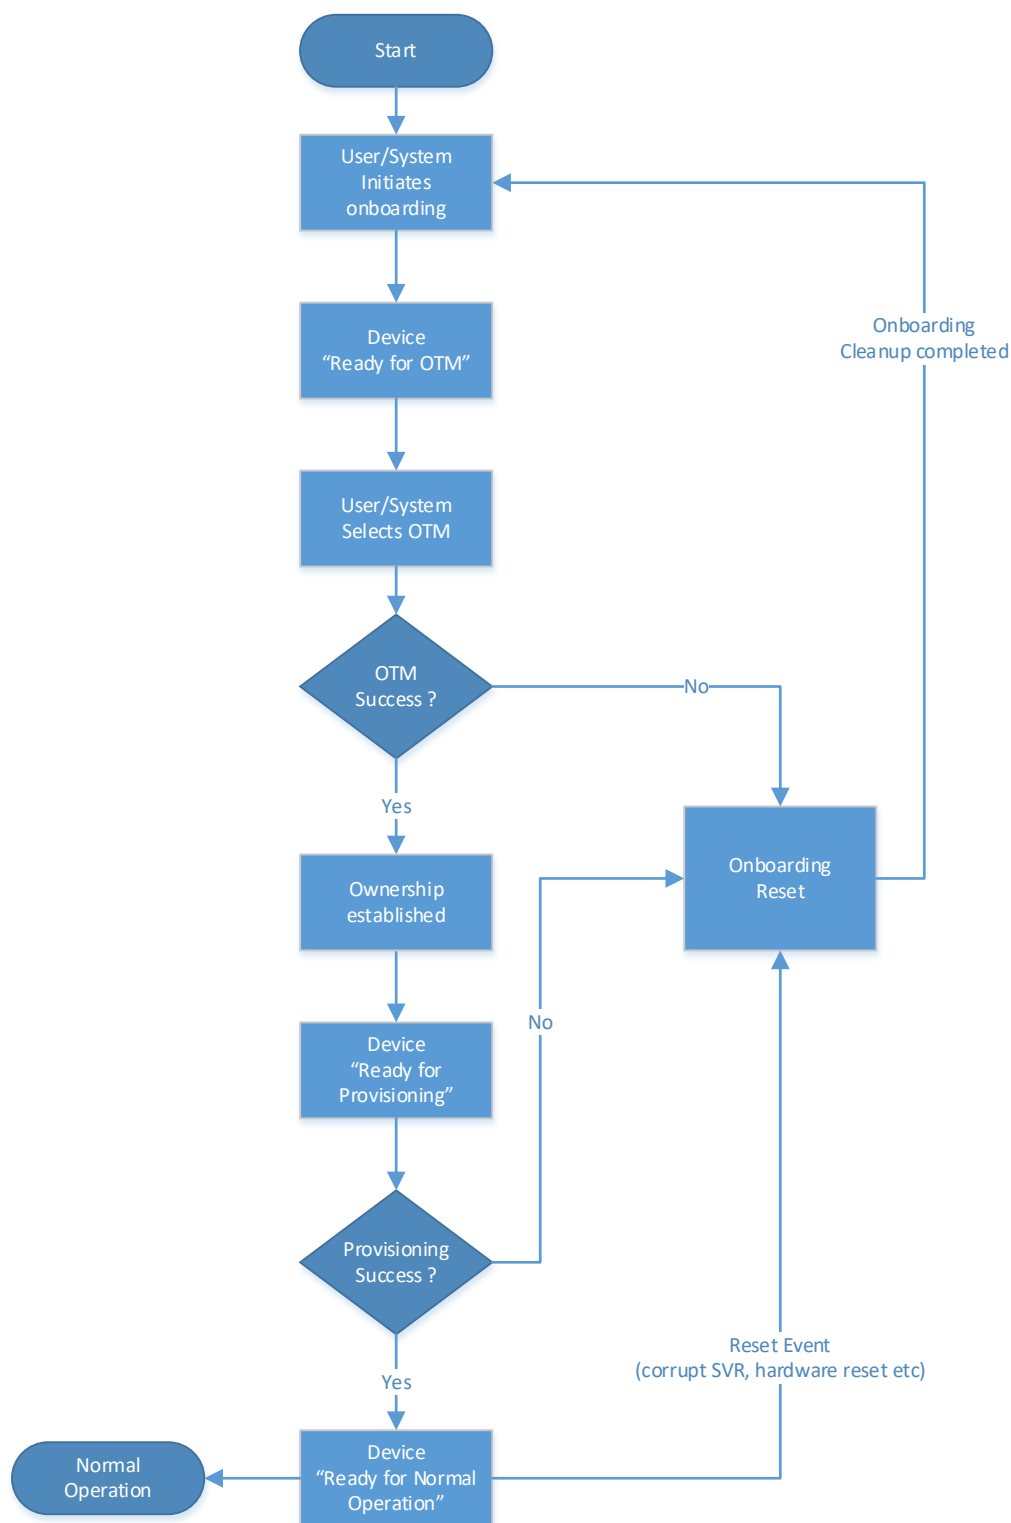 Start
User/System
Initiates
onboarding
Device
“Ready for OTM”
Onboarding
Cleanup completed
User/System
Selects OTM
OTM
Success ?
No
Yes
Onboarding
Reset
Ownership
established
No
Device
“Ready for
Provisioning”
Provisioning
Success ?
Reset Event
(corrupt SVR, hardware reset etc)
Yes
Normal
Operation
Device
“Ready for Normal
Operation”